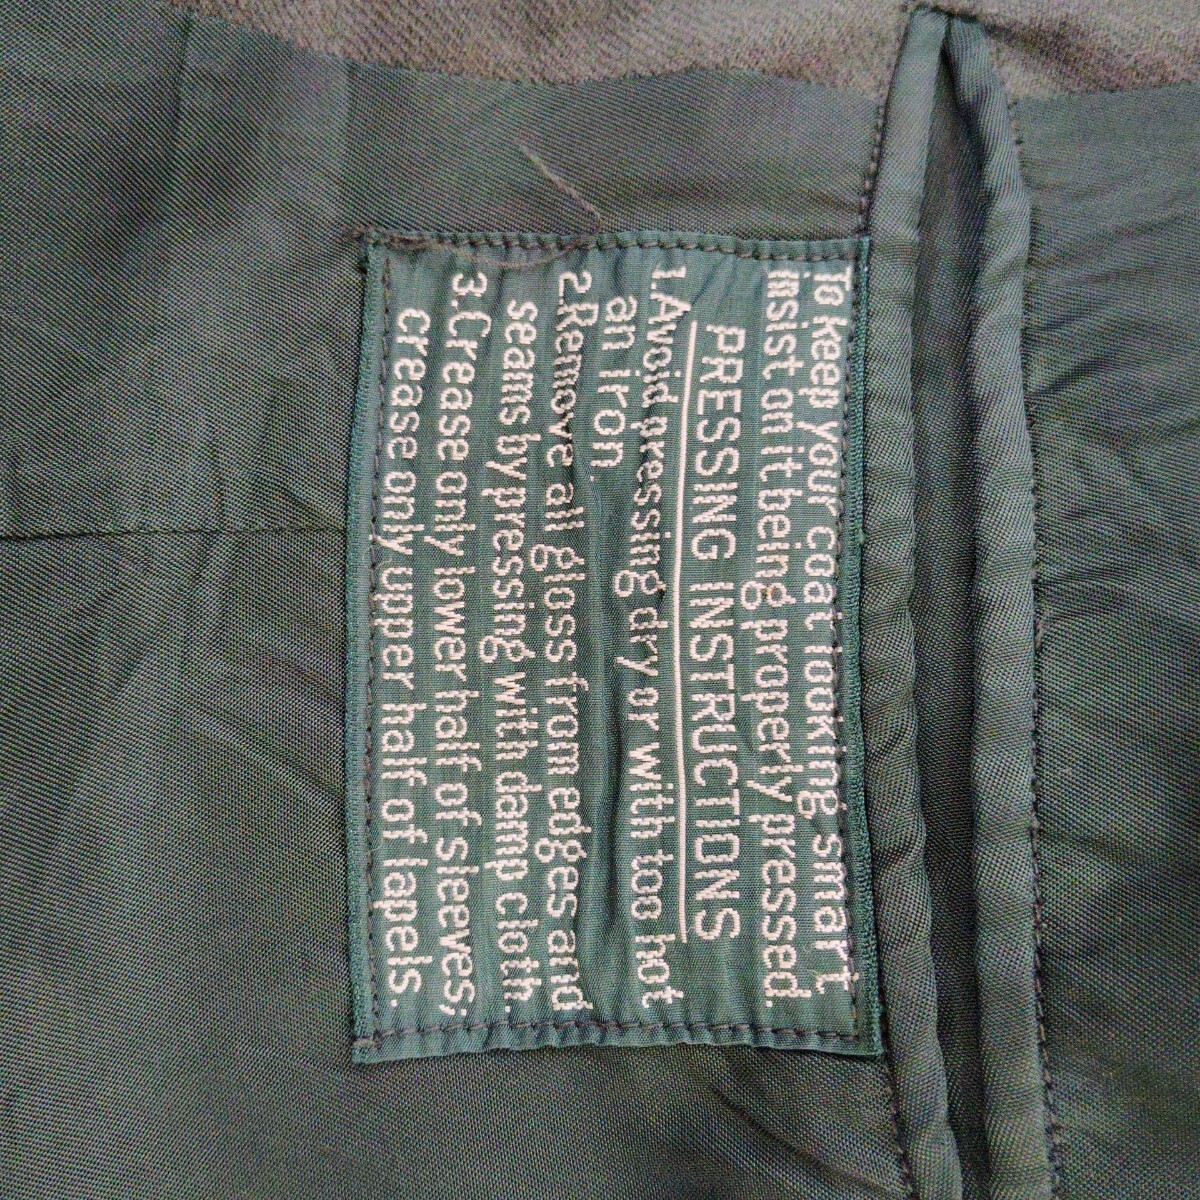 To keep your coat looking smart
insist on it being properly pressed.
PRESSING INSTRUCTIONS
1. Avoid pressing dry or with too hot
an iron.
2. Remove all gloss from edges and
seams by pressing with damp cloth.
3. Crease only lower half of sleeves;
crease only upper half of lapels.